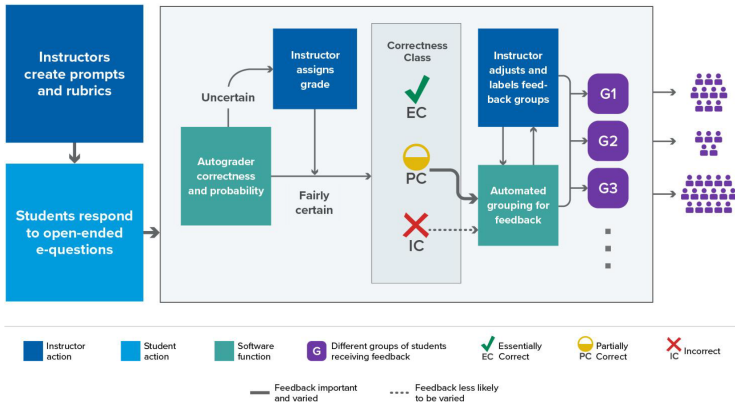 Instructors
create prompts
and rubrics
Students respond
to open-ended
e-questions
Uncertain
Instructor
assigns
grade
Autograder
correctness
and probability
Fairly
certain
Correctness
Class
EC
PC
IC
Instructor
adjusts and
labels feed-
back groups
Automated
grouping for
feedback
G1
G2
G3
Instructor
action
Student
action
Software
function
G
Different groups of students
receiving feedback
Essentially
EC Correct
Partially
PC Correct
IC Incorrect
Feedback important
and varied
Feedback less likely
to be varied